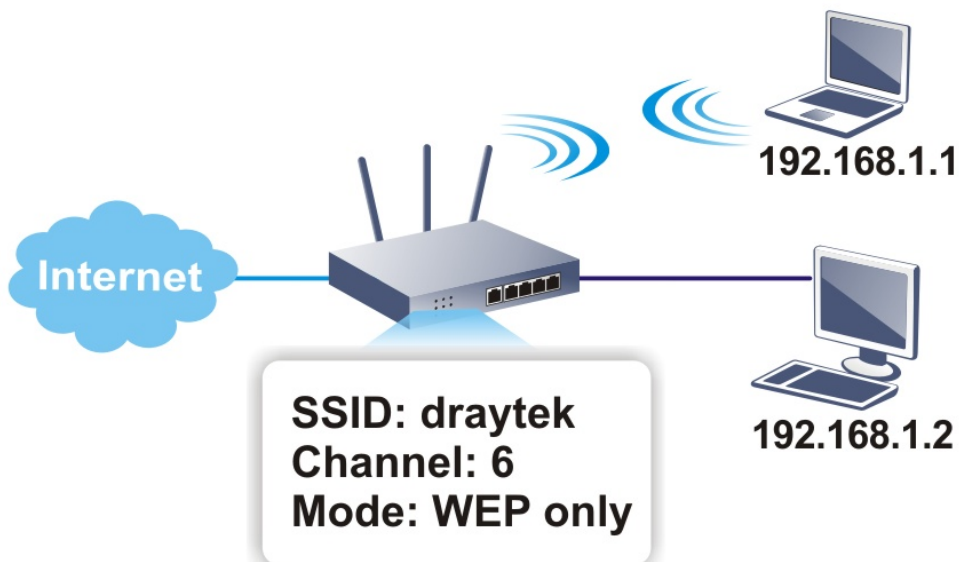 192.168.1.1
Internet
192.168.1.2
SSID: draytek
Channel: 6
Mode: WEP only